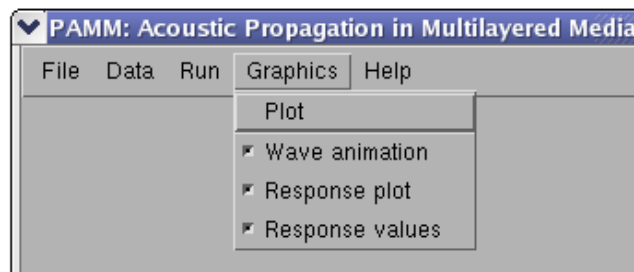 PAMM: Acoustic Propagation in Multilayered Media
File Data Run Graphics Help
Plot
Wave animation
Response plot
Response values